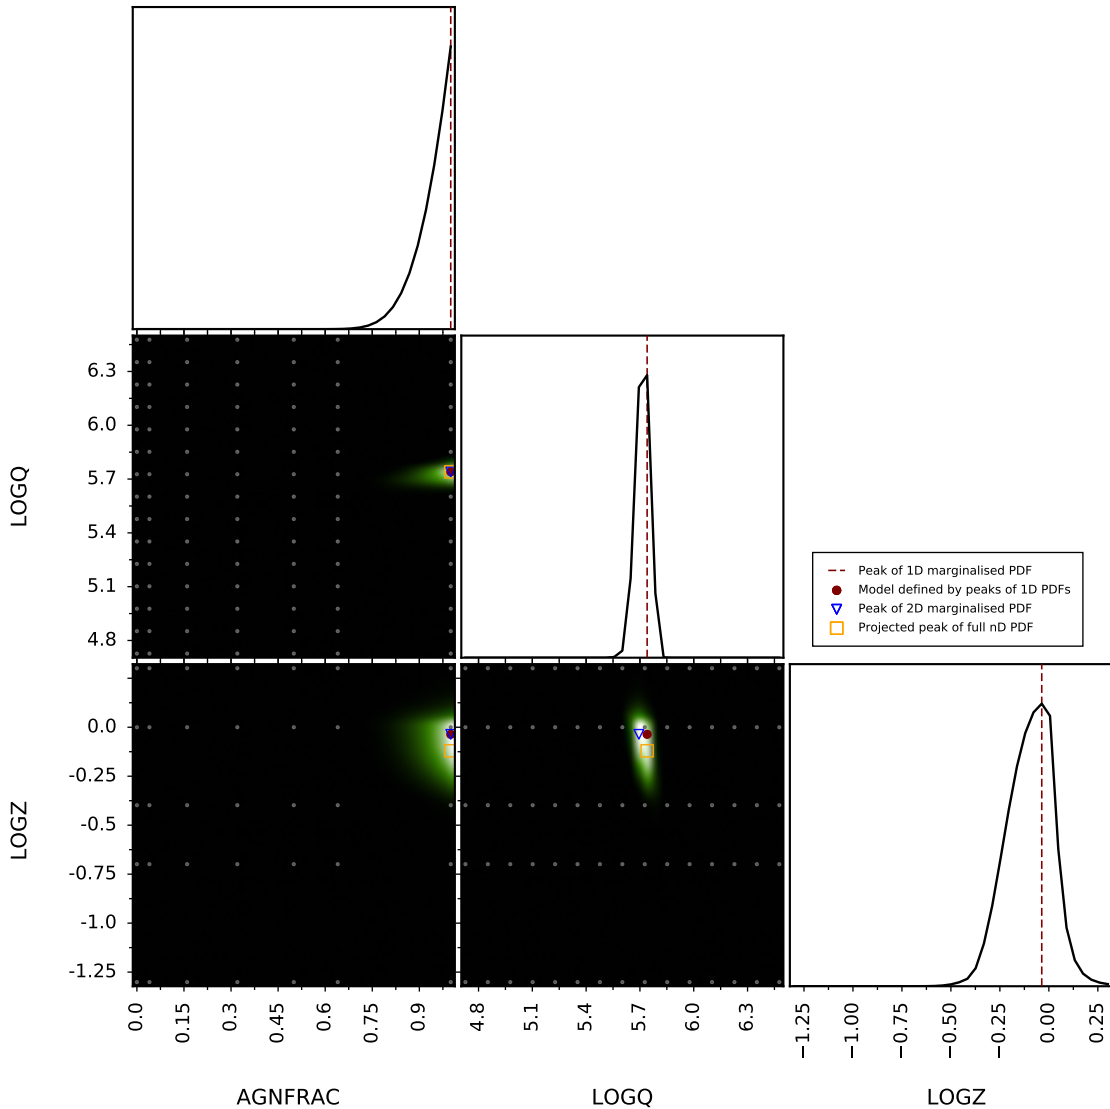 LOGQ
6.3
6.0
5.7
5.4
5.1
4.8
Peak of 1D marginalised PDF
Model defined by peaks of 1D PDFs
Peak of 2D marginalised PDF
Projected peak of full nD PDF
LOGZ
0.0
-0.25
-0.5
-0.75
-1.0
-1.25
0.0 0.15 0.3 0.45 0.6 0.75 0.9
4.8 5.1 5.4 5.7 6.0 6.3
−1.25 −1.00 −0.75 −0.50 −0.25 0.00 0.25
AGNFRAC LOGQ LOGZ